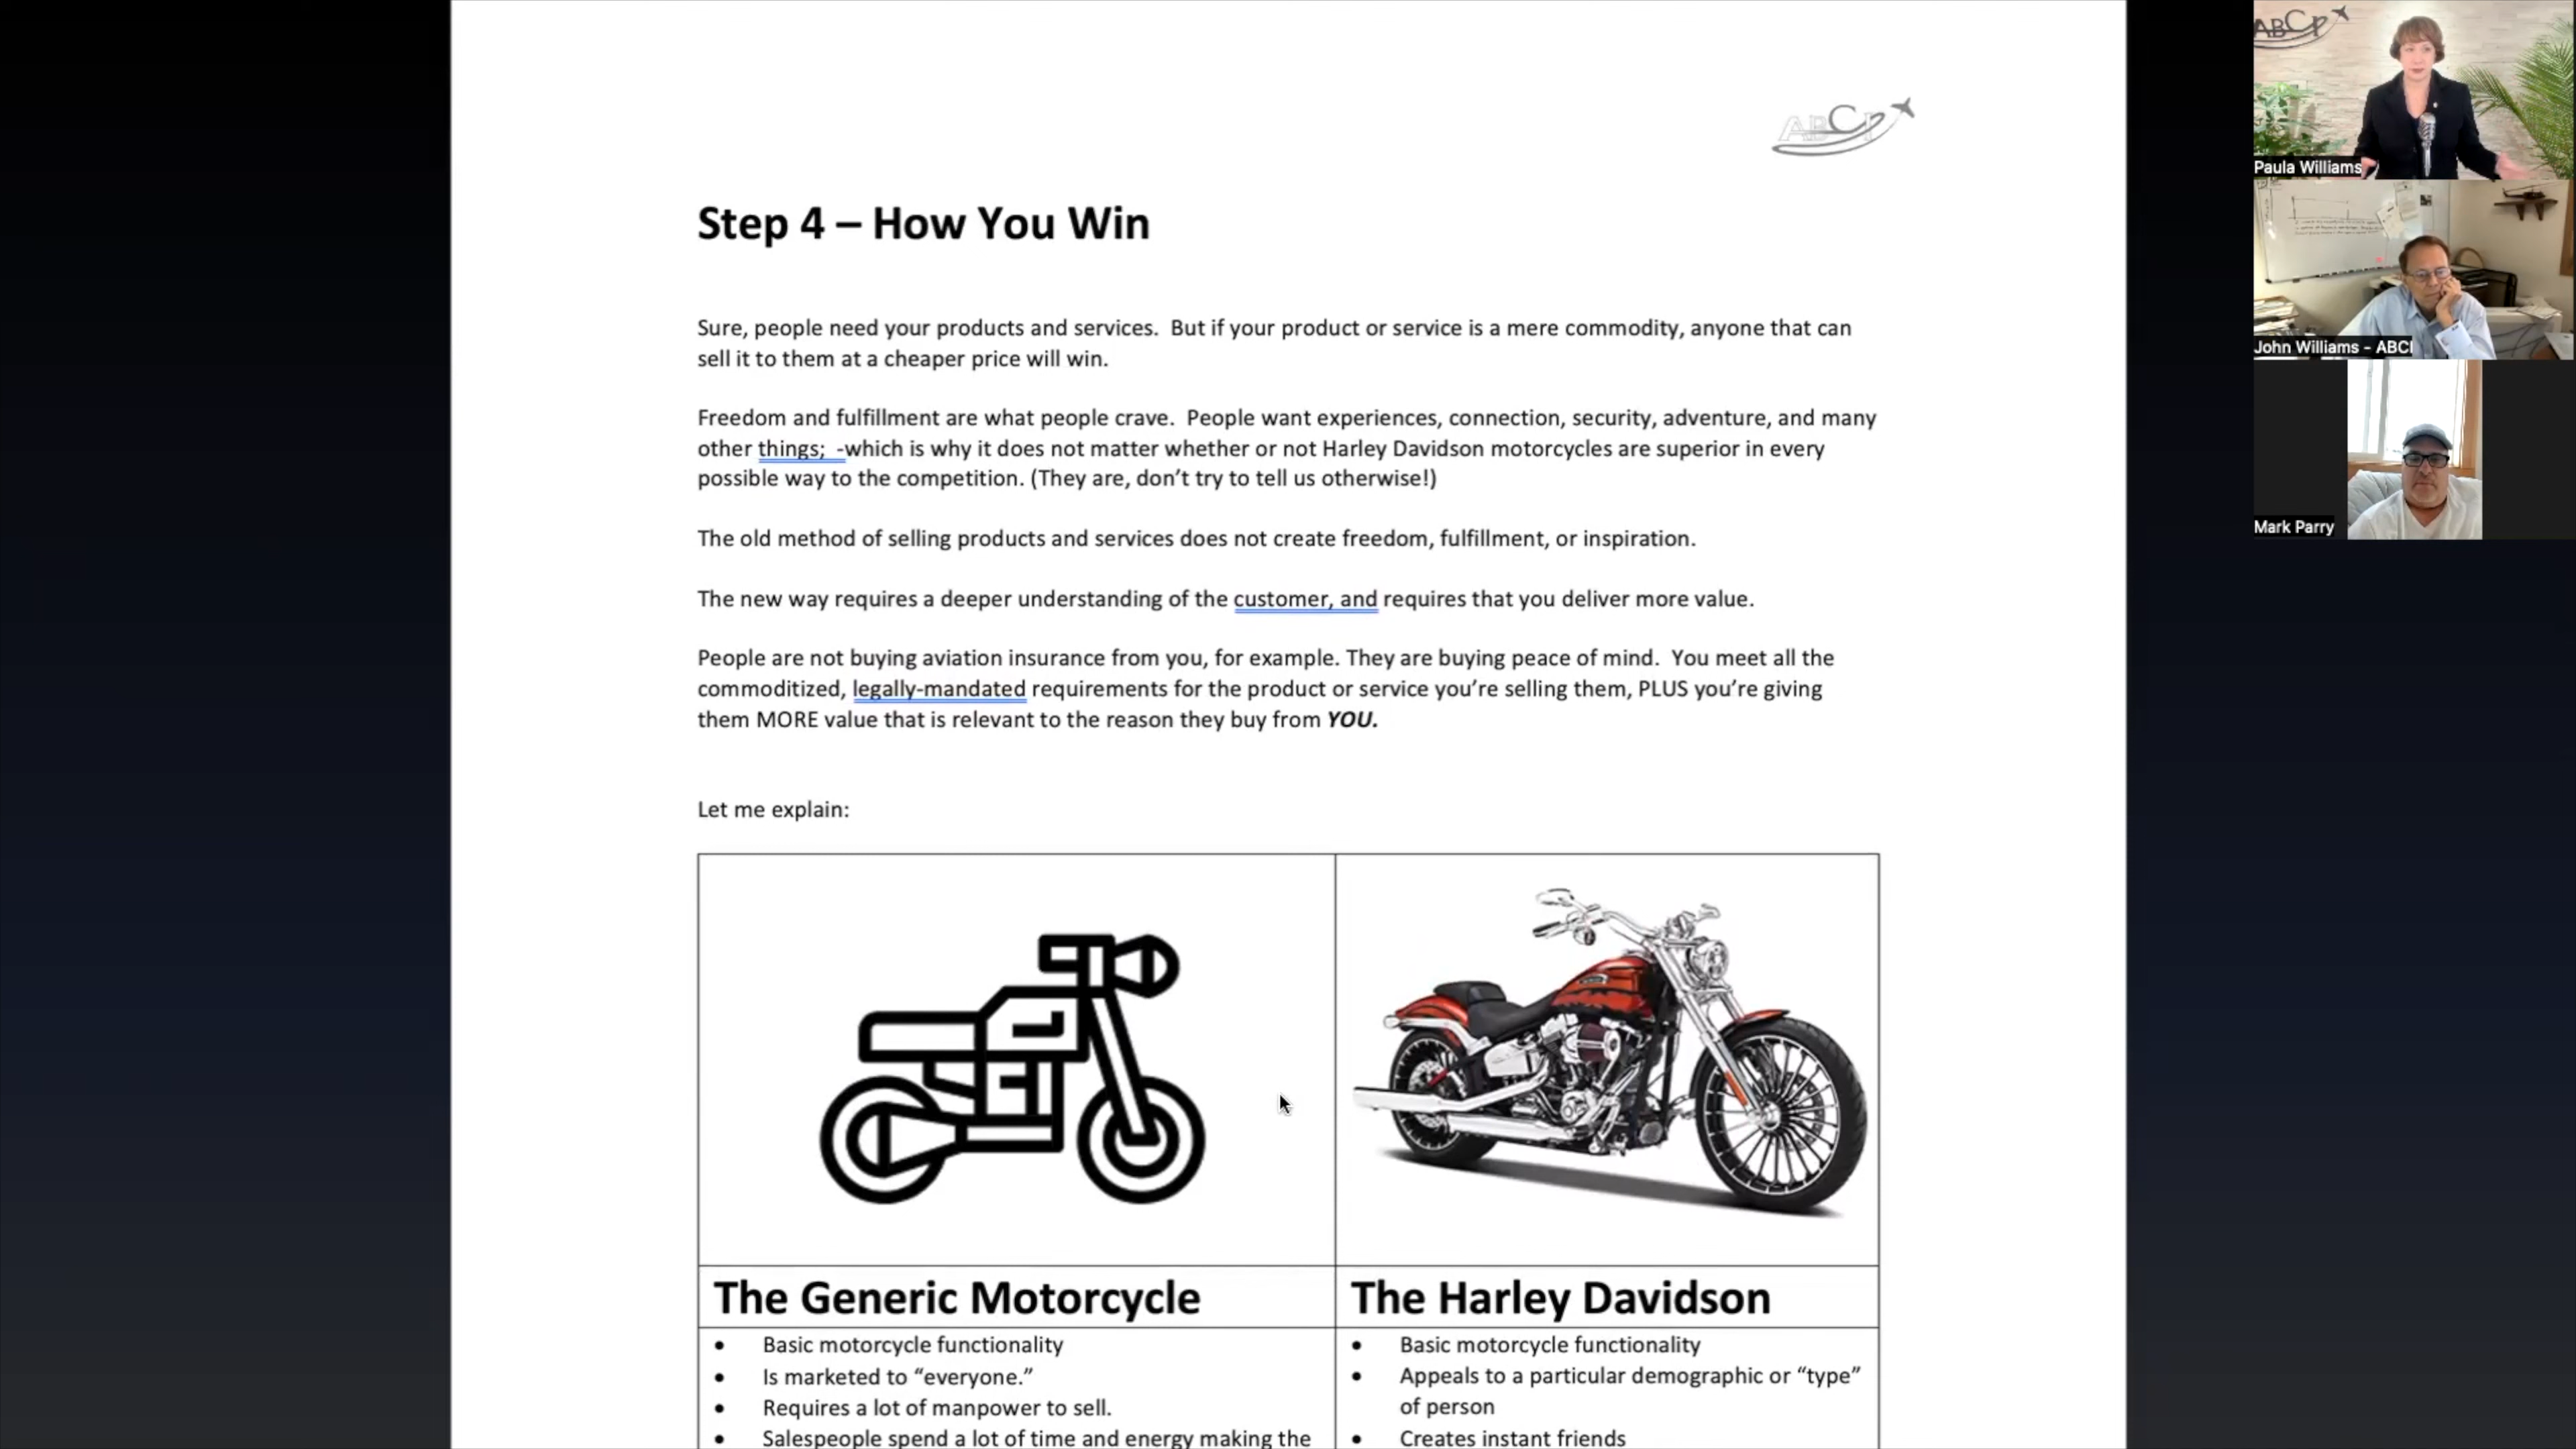 ABCI
Step 4 – How You Win
Sure, people need your products and services.  But if your product or service is a mere commodity, anyone that can
sell it to them at a cheaper price will win.
Freedom and fulfillment are what people crave.  People want experiences, connection, security, adventure, and many
other things;  -which is why it does not matter whether or not Harley Davidson motorcycles are superior in every
possible way to the competition. (They are, don’t try to tell us otherwise!)
The old method of selling products and services does not create freedom, fulfillment, or inspiration.
The new way requires a deeper understanding of the customer, and requires that you deliver more value.
People are not buying aviation insurance from you, for example. They are buying peace of mind.  You meet all the
commoditized, legally-mandated requirements for the product or service you’re selling them, PLUS you’re giving
them MORE value that is relevant to the reason they buy from YOU.
Let me explain:
The Generic Motorcycle
• Basic motorcycle functionality
• Is marketed to “everyone.”
• Requires a lot of manpower to sell.
• Salespeople spend a lot of time and energy making the
The Harley Davidson
• Basic motorcycle functionality
• Appeals to a particular demographic or “type”
of person
• Creates instant friends
ABCI
Paula Williams
John Williams - ABCI
Mark Parry